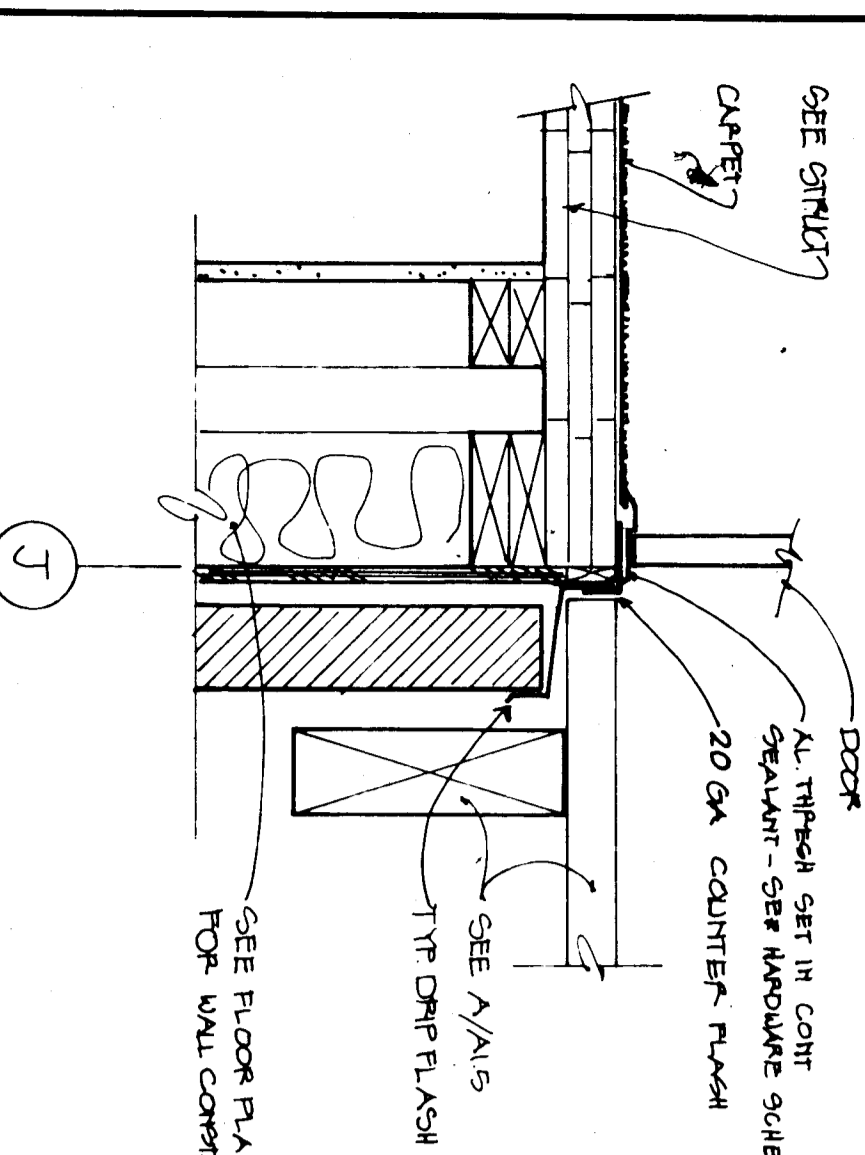 SEE STRUCT
CARPET
DOOR
AL. THRESH SET IN CONT
SEALANT - SEE HARDWARE SCHE
20 GA COUNTER FLASH
SEE A/A1.5
TYP. DRIP FLASH
SEE FLOOR PLA
FOR WALL CONST
J